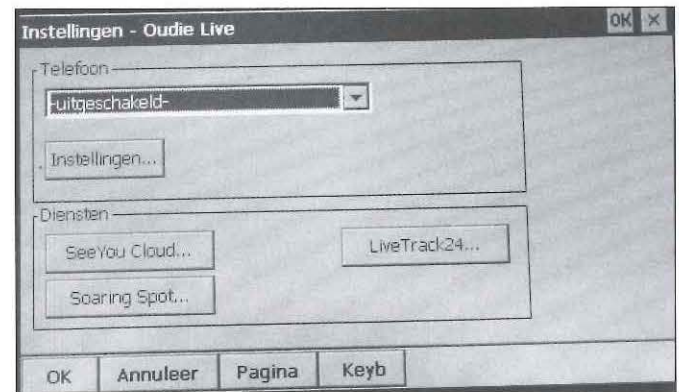 Instellingen - Oudie Live
OK ×
Telefoon
-uitgeschakeld-
Instellingen...
Diensten
SeeYou Cloud...
LiveTrack24...
Soaring Spot...
OK
Annuleer
Pagina
Keyb